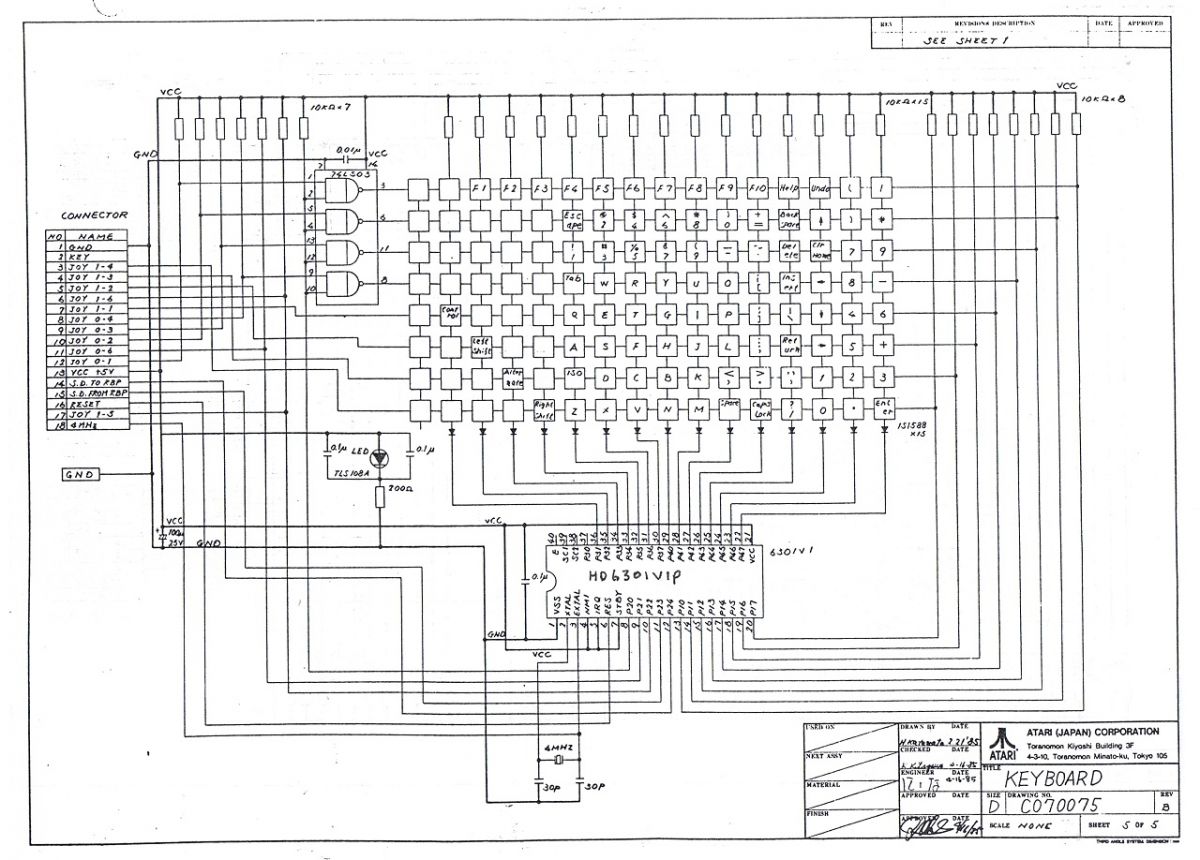 REV REVISIONS DESCRIPTION DATE APPROVED
SEE SHEET 1
VCC
VCC
10KΩ×7
10KΩ×15
10KΩ×8
GND
0.01μ
VCC
7
14
74LS03
1
2
3
5
4
6
13
12
11
9
10
8
F1 F2 F3 F4 F5 F6 F7 F8 F9 F10 Help Undo ( 1
Esc ape
@ 2
$ 4
^ 6
* 8
) 0
+ =
Back Space
)
*
! 1
# 3
% 5
& 7
( 9
Del ete
Clr Home
7
9
Tab W R Y U O
Ins ert
8 -
Cont rol
Q E T G I P
4 6
Left Shift
A S F H J L
Ret urn
5 +
Alter nate
ISO D C B K
1 2 3
Right Shift
Z X V N M Space
Caps Lock
? /
0 .
Ent er
1S1588 ×15
CONNECTOR
NO NAME
1 GND
2 KEY
3 JOY 1-4
4 JOY 1-3
5 JOY 1-2
6 JOY 1-6
7 JOY 1-1
8 JOY 0-4
9 JOY 0-3
10 JOY 0-2
11 JOY 0-6
12 JOY 0-1
13 VCC +5V
14 S.D. TO KBP
15 S.D. FROM KBP
16 RESET
17 JOY 1-5
18 4MHz
GND
0.1μ
LED
0.1μ
TLS108A
200Ω
VCC
100μ
25V
GND
VCC
40 39 38 37 36 35 34 33 32 31 30 29 28 27 26 25 24 23 22 21
E SC1 SC2 P30 P31 P32 P33 P34 P35 P36 P37 P40 P41 P42 P43 P44 P45 P46 P47 VCC
6301V1
HD6301V1P
0.1μ
VSS XTAL EXTAL NMI IRQ RES STBY P20 P21 P22 P23 P24 P10 P11 P12 P13 P14 P15 P16 P17
1 2 3 4 5 6 7 8 9 10 11 12 13 14 15 16 17 18 19 20
GND
VCC
4MHZ
30P
30P
USED ON
NEXT ASSY
MATERIAL
FINISH
DRAWN BY DATE
2.21'85
CHECKED DATE
ENGINEER DATE
APPROVED DATE
APPROVED DATE
ATARI
ATARI (JAPAN) CORPORATION
Toranomon Kiyoshi Building 3F
4-3-10, Toranomon Minato-ku, Tokyo 105
TITLE
KEYBOARD
SIZE DRAWING NO. REV
D C070075 B
SCALE NONE SHEET 5 OF 5
THIRD ANGLE SYSTEM DIMENSION : mm